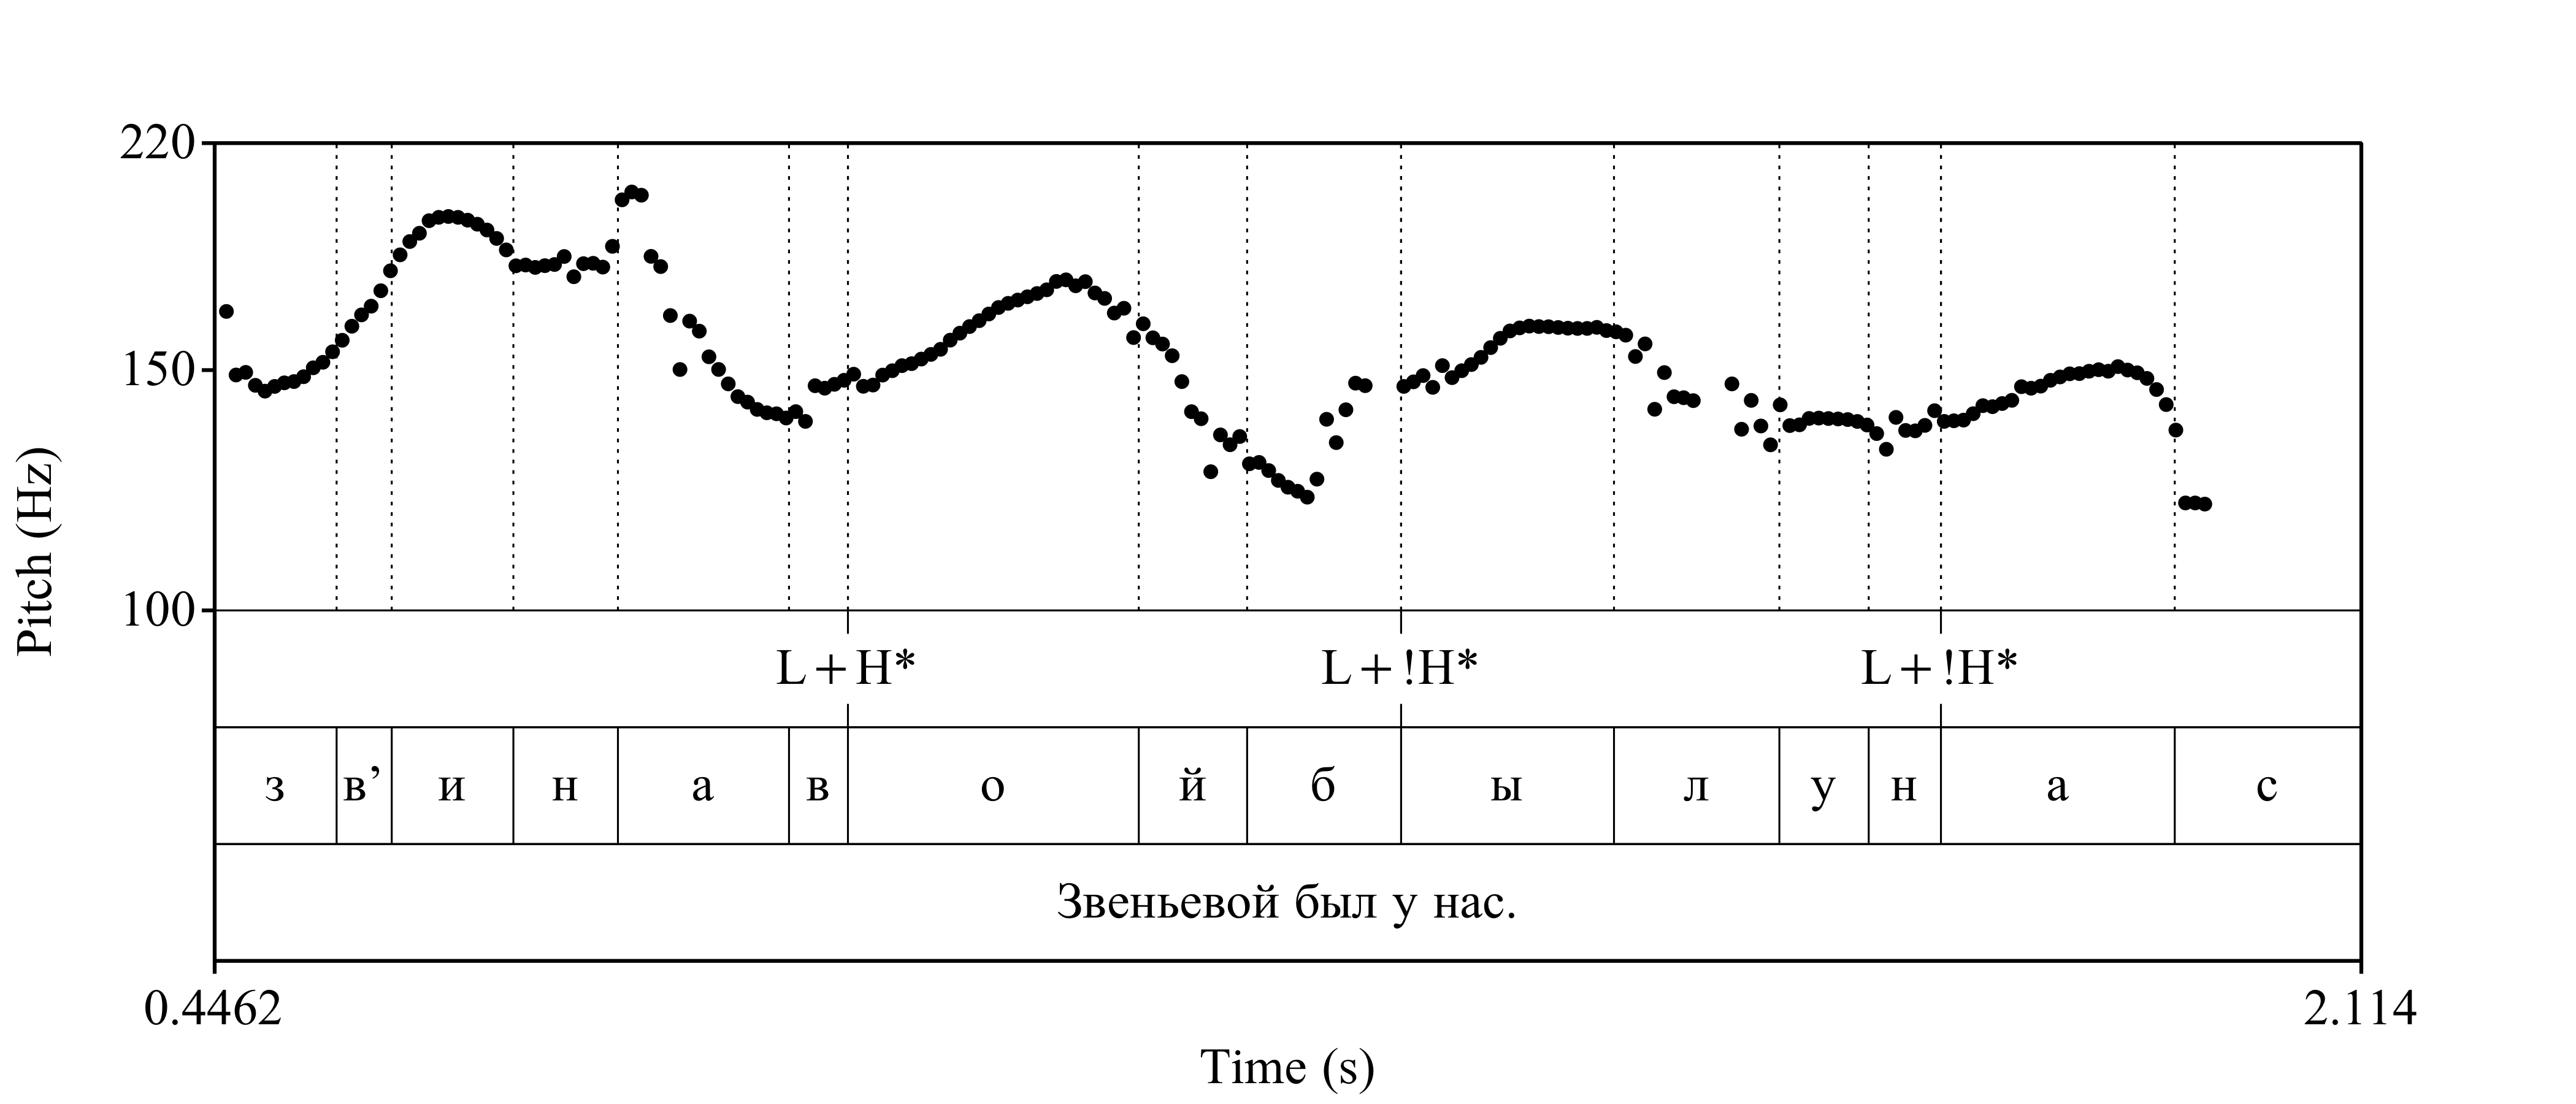 220
150
100
Pitch (Hz)
L+H* L+!H* L+!H*
з в’ и н а в о й б ы л у н а с
Звеньевой был у нас.
0.4462 2.114
Time (s)